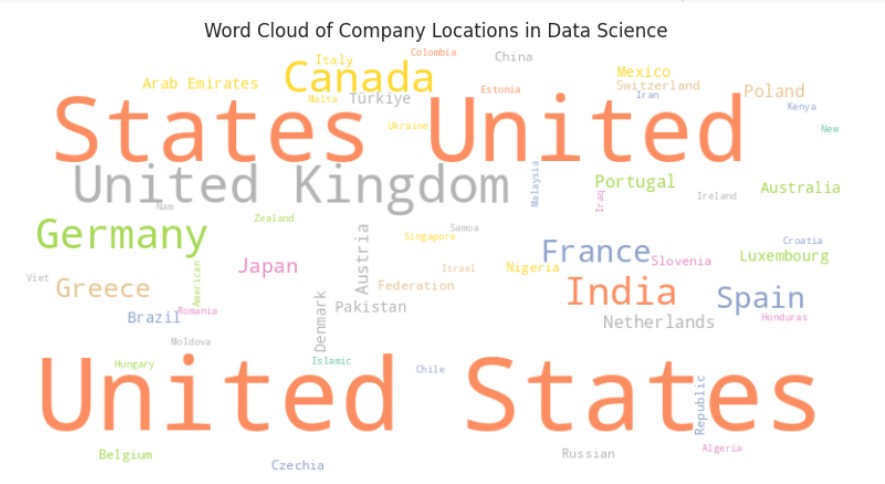 Word Cloud of Company Locations in Data Science
Colombia
Italy
China
Canada
Mexico
Arab Emirates
Switzerland
Estonia
Poland
Iran
Malta
Türkiye
Kenya
Ukraine
New
States United
Malaysia
United Kingdom
Portugal
Australia
Iraq
Ireland
Nam
Zealand
Samoa
Germany
Singapore
Croatia
Austria
France
Luxembourg
Slovenia
Japan
Israel
Nigeria
Viet
American
Greece
Federation
India
Spain
Romania
Brazil
Pakistan
Denmark
Netherlands
Honduras
Moldova
Islamic
Hungary
Chile
United States
Republic
Algeria
Belgium
Russian
Czechia